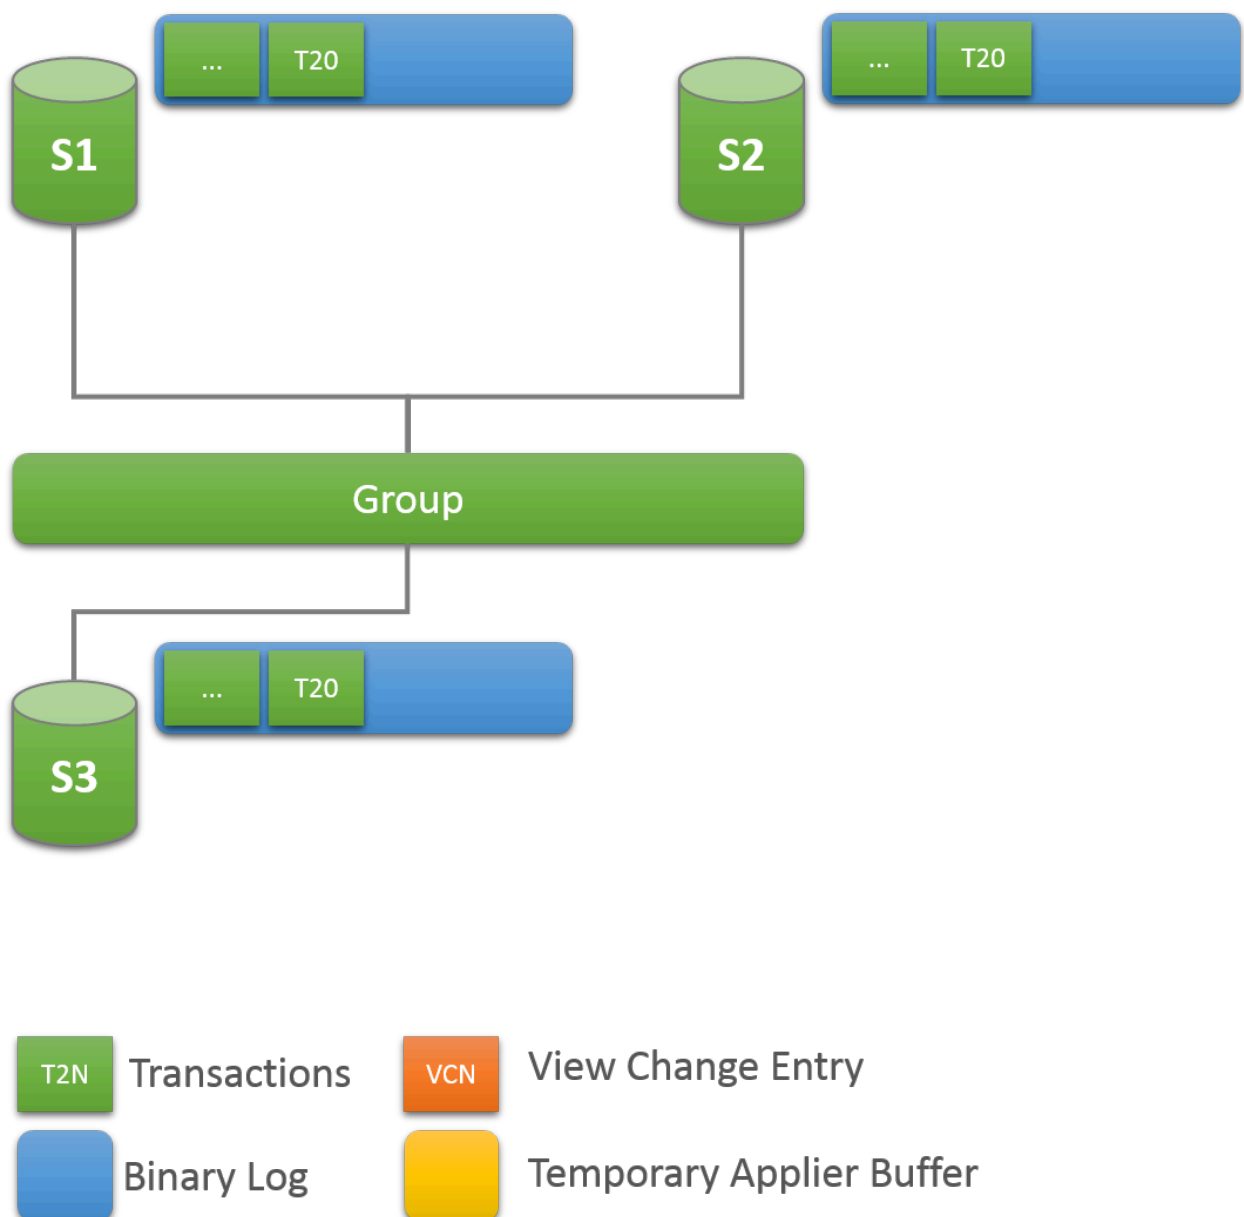 ... T20
... T20
S1
S2
Group
... T20
S3
T2N Transactions
VCN View Change Entry
Binary Log
Temporary Applier Buffer